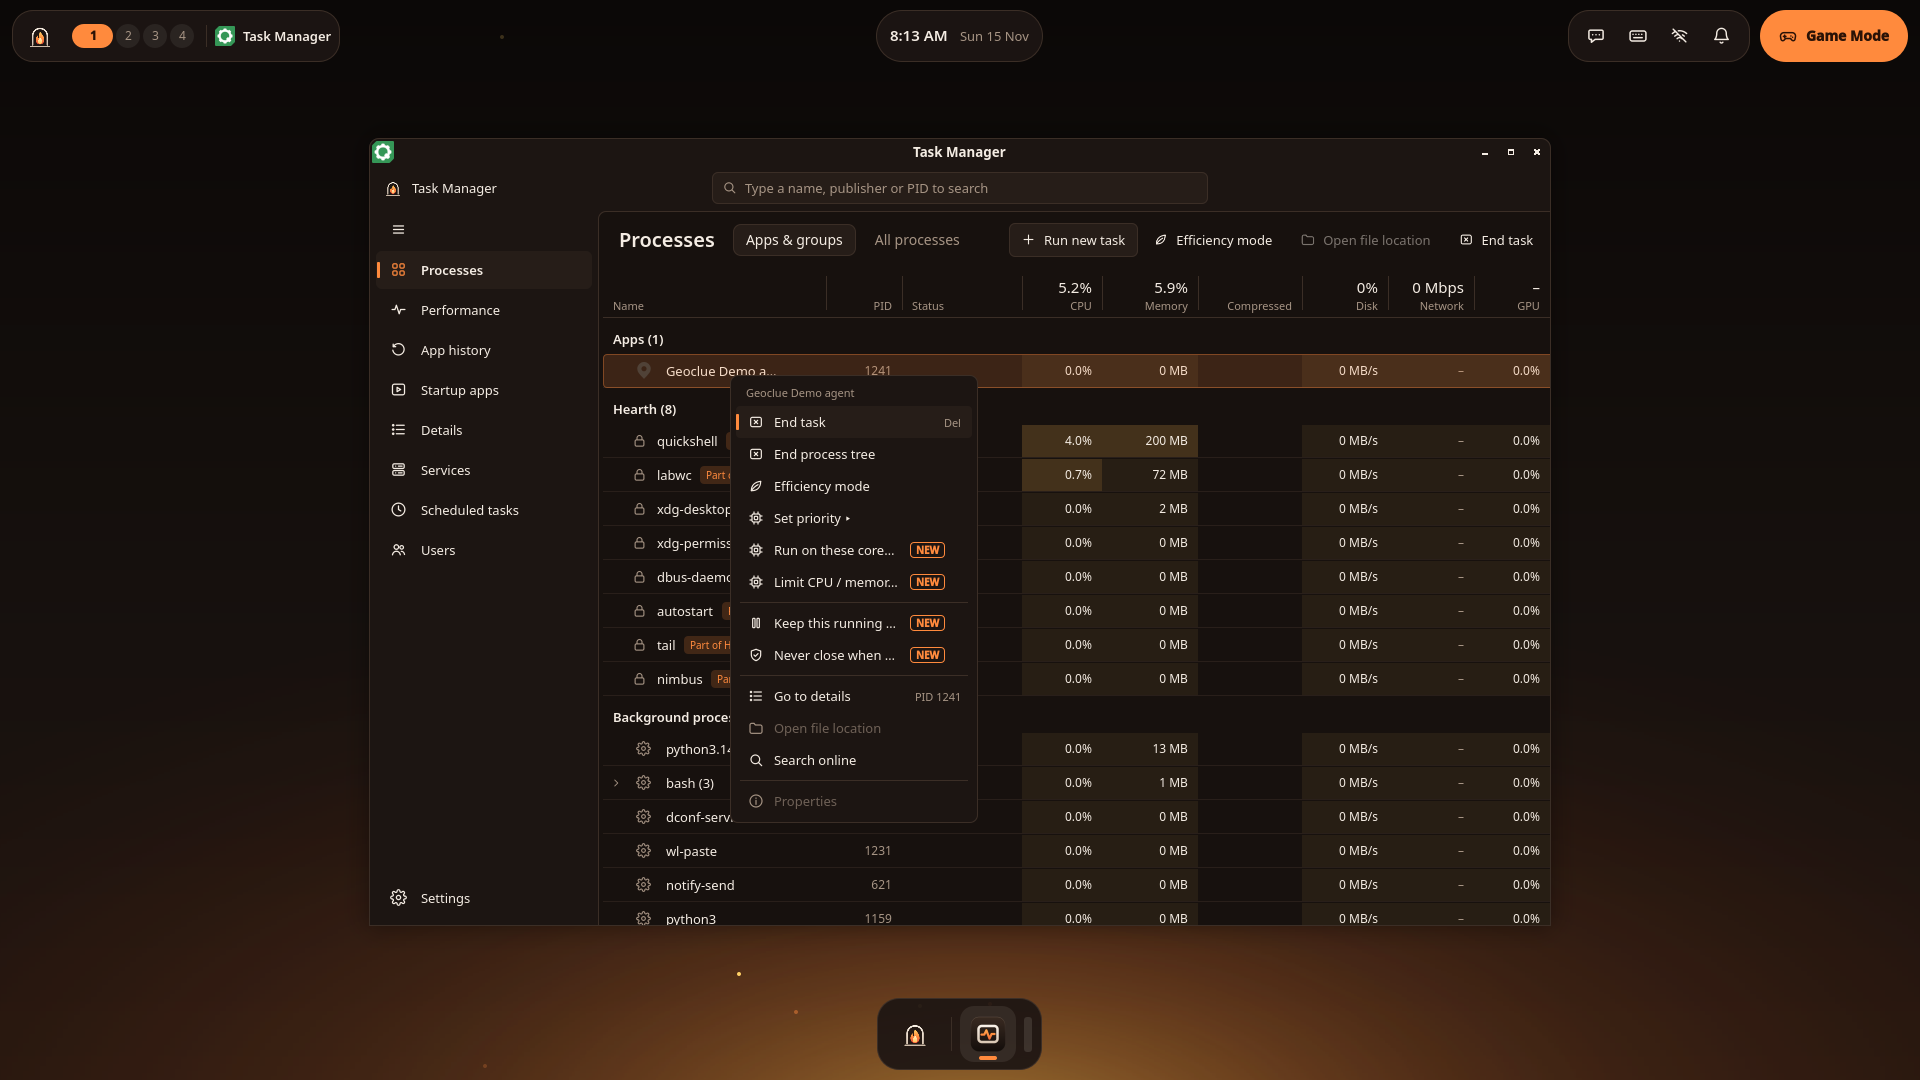 1 2 3 4 Task Manager
8:13 AM Sun 15 Nov
Game Mode
Task Manager
Task Manager
Type a name, publisher or PID to search
Processes
Performance
App history
Startup apps
Details
Services
Scheduled tasks
Users
Settings
Processes Apps & groups All processes Run new task Efficiency mode Open file location End task
5.2% 5.9% 0% 0 Mbps –
Name PID Status CPU Memory Compressed Disk Network GPU
Apps (1)
Geoclue Demo a... 1241 0.0% 0 MB 0 MB/s – 0.0%
Hearth (8)
quickshell 4.0% 200 MB 0 MB/s – 0.0%
labwc Part 0.7% 72 MB 0 MB/s – 0.0%
xdg-desktop 0.0% 2 MB 0 MB/s – 0.0%
xdg-permiss 0.0% 0 MB 0 MB/s – 0.0%
dbus-daemo 0.0% 0 MB 0 MB/s – 0.0%
autostart 0.0% 0 MB 0 MB/s – 0.0%
tail Part of H 0.0% 0 MB 0 MB/s – 0.0%
nimbus 0.0% 0 MB 0 MB/s – 0.0%
Background proce
python3.14 0.0% 13 MB 0 MB/s – 0.0%
bash (3) 0.0% 1 MB 0 MB/s – 0.0%
dconf-serv 0.0% 0 MB 0 MB/s – 0.0%
wl-paste 1231 0.0% 0 MB 0 MB/s – 0.0%
notify-send 621 0.0% 0 MB 0 MB/s – 0.0%
python3 1159 0.0% 0 MB 0 MB/s – 0.0%
Geoclue Demo agent
End task Del
End process tree
Efficiency mode
Set priority ▸
Run on these core... NEW
Limit CPU / memor... NEW
Keep this running ... NEW
Never close when ... NEW
Go to details PID 1241
Open file location
Search online
Properties